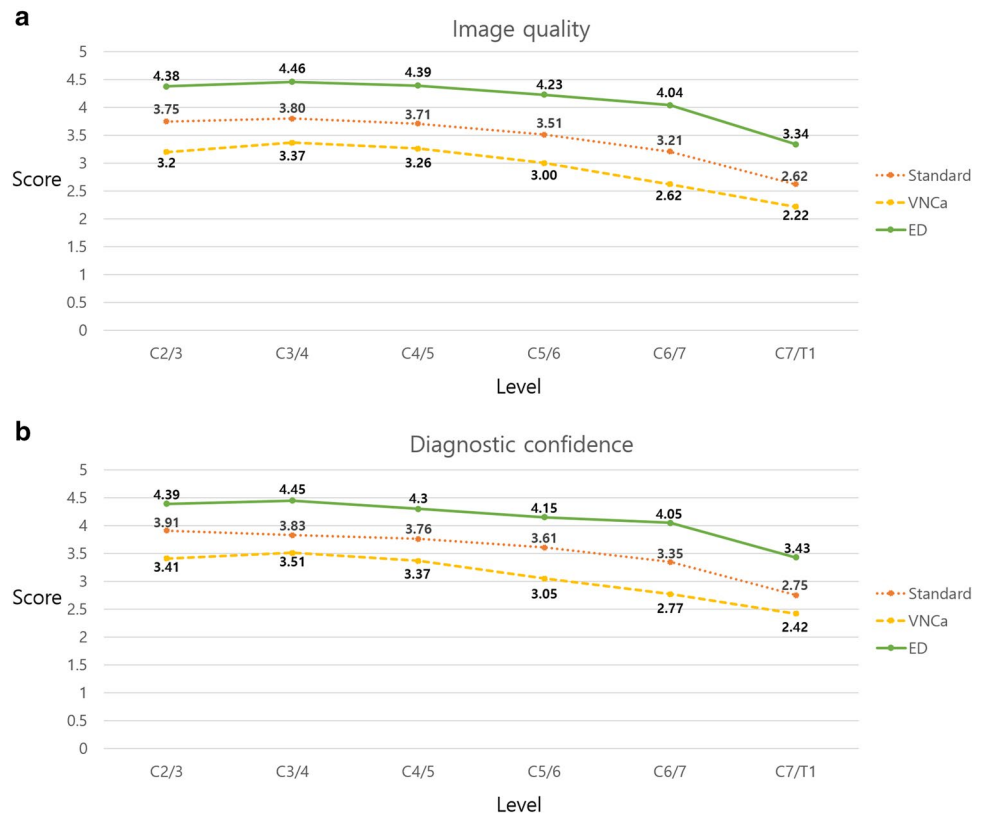 a
Image quality
5
4.5
4
3.5
3
2.5
2
1.5
1
0.5
0
Score
4.38 4.46 4.39 4.23 4.04 3.34
3.75 3.80 3.71 3.51 3.21 2.62
3.2 3.37 3.26 3.00 2.62 2.22
Standard
VNCa
ED
C2/3 C3/4 C4/5 C5/6 C6/7 C7/T1
Level
b
Diagnostic confidence
5
4.5
4
3.5
3
2.5
2
1.5
1
0.5
0
Score
4.39 4.45 4.3 4.15 4.05 3.43
3.91 3.83 3.76 3.61 3.35 2.75
3.41 3.51 3.37 3.05 2.77 2.42
Standard
VNCa
ED
C2/3 C3/4 C4/5 C5/6 C6/7 C7/T1
Level